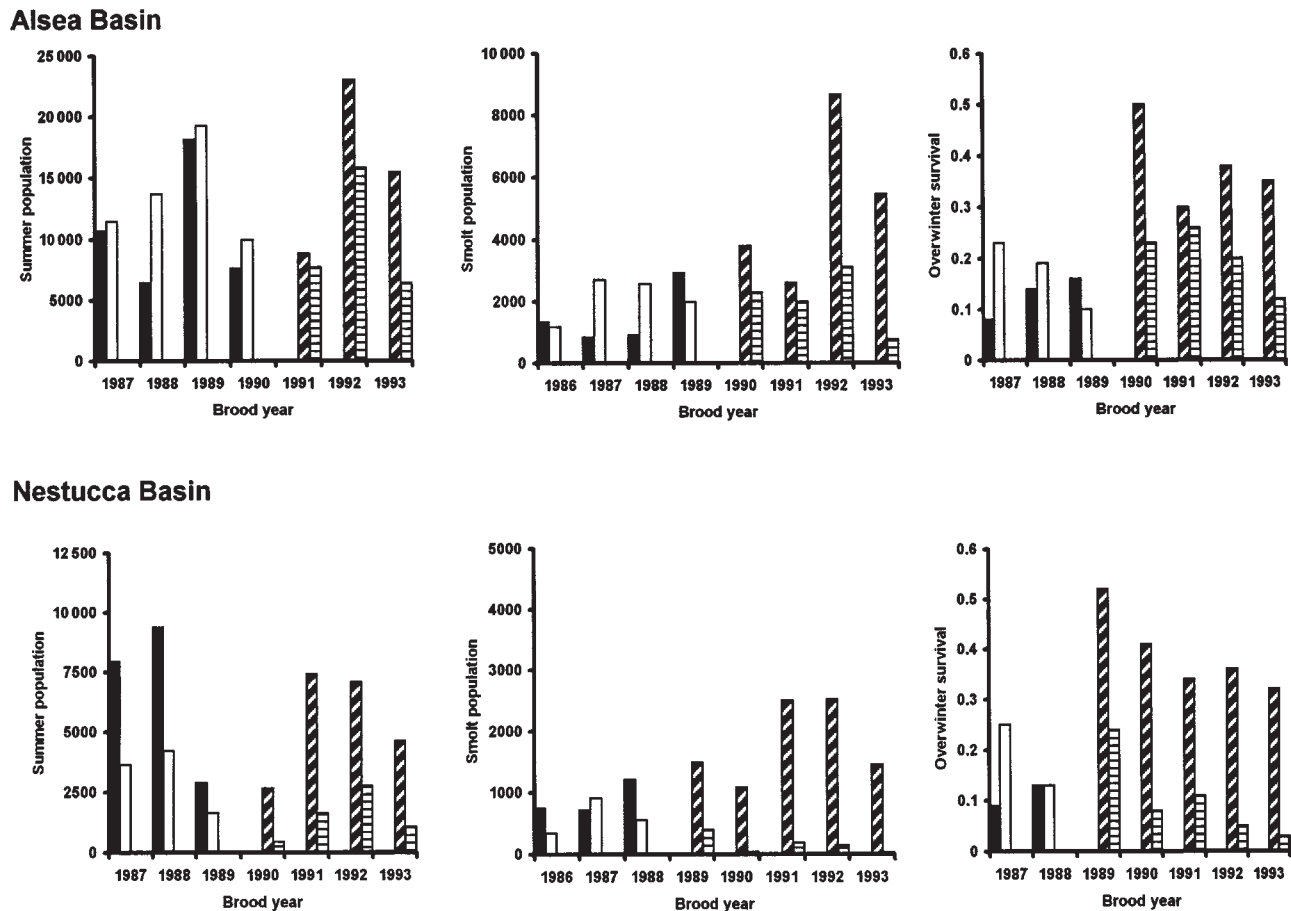 Alsea Basin
Summer population
25 000
20 000
15 000
10 000
5000
0
1987 1988 1989 1990 1991 1992 1993
Brood year
Smolt population
10 000
8000
6000
4000
2000
0
1986 1987 1988 1989 1990 1991 1992 1993
Brood year
Overwinter survival
0.6
0.5
0.4
0.3
0.2
0.1
0
1987 1988 1989 1990 1991 1992 1993
Brood year
Nestucca Basin
Summer population
12 500
10 000
7500
5000
2500
0
1987 1988 1989 1990 1991 1992 1993
Brood year
Smolt population
5000
4000
3000
2000
1000
0
1986 1987 1988 1989 1990 1991 1992 1993
Brood year
Overwinter survival
0.6
0.5
0.4
0.3
0.2
0.1
0
1987 1988 1989 1990 1991 1992 1993
Brood year